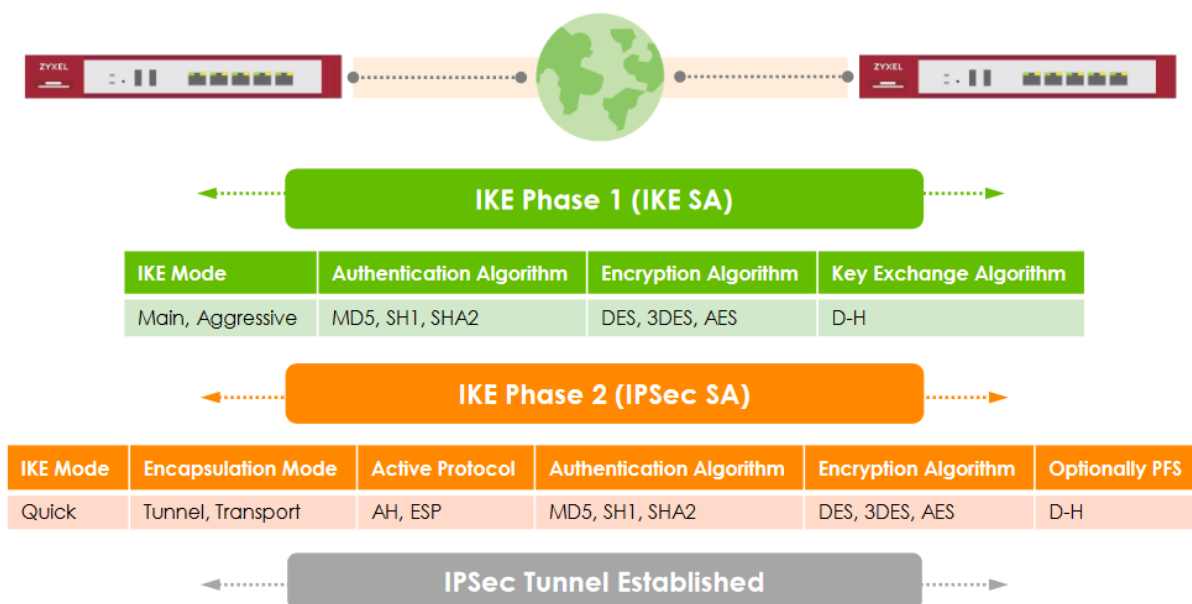 ZYXEL ZYXEL
IKE Phase 1 (IKE SA)
IKE Mode Authentication Algorithm Encryption Algorithm Key Exchange Algorithm
Main, Aggressive MD5, SH1, SHA2 DES, 3DES, AES D-H
IKE Phase 2 (IPSec SA)
IKE Mode Encapsulation Mode Active Protocol Authentication Algorithm Encryption Algorithm Optionally PFS
Quick Tunnel, Transport AH, ESP MD5, SH1, SHA2 DES, 3DES, AES D-H
IPSec Tunnel Established